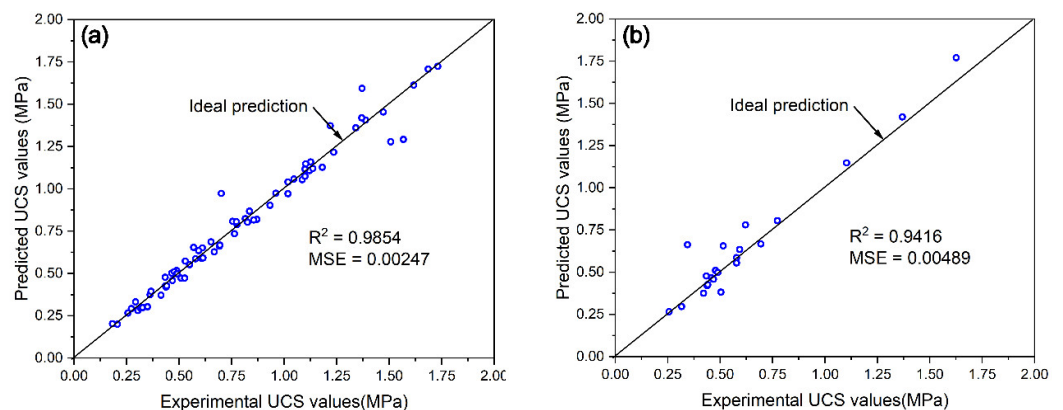 (a)
Predicted UCS values (MPa)
2.00
1.75
1.50
1.25
1.00
0.75
0.50
0.25
0.00
Ideal prediction
R² = 0.9854
MSE = 0.00247
0.00 0.25 0.50 0.75 1.00 1.25 1.50 1.75 2.00
Experimental UCS values(MPa)
(b)
Predicted UCS values (MPa)
2.00
1.75
1.50
1.25
1.00
0.75
0.50
0.25
0.00
Ideal prediction
R² = 0.9416
MSE = 0.00489
0.00 0.25 0.50 0.75 1.00 1.25 1.50 1.75 2.00
Experimental UCS values(MPa)